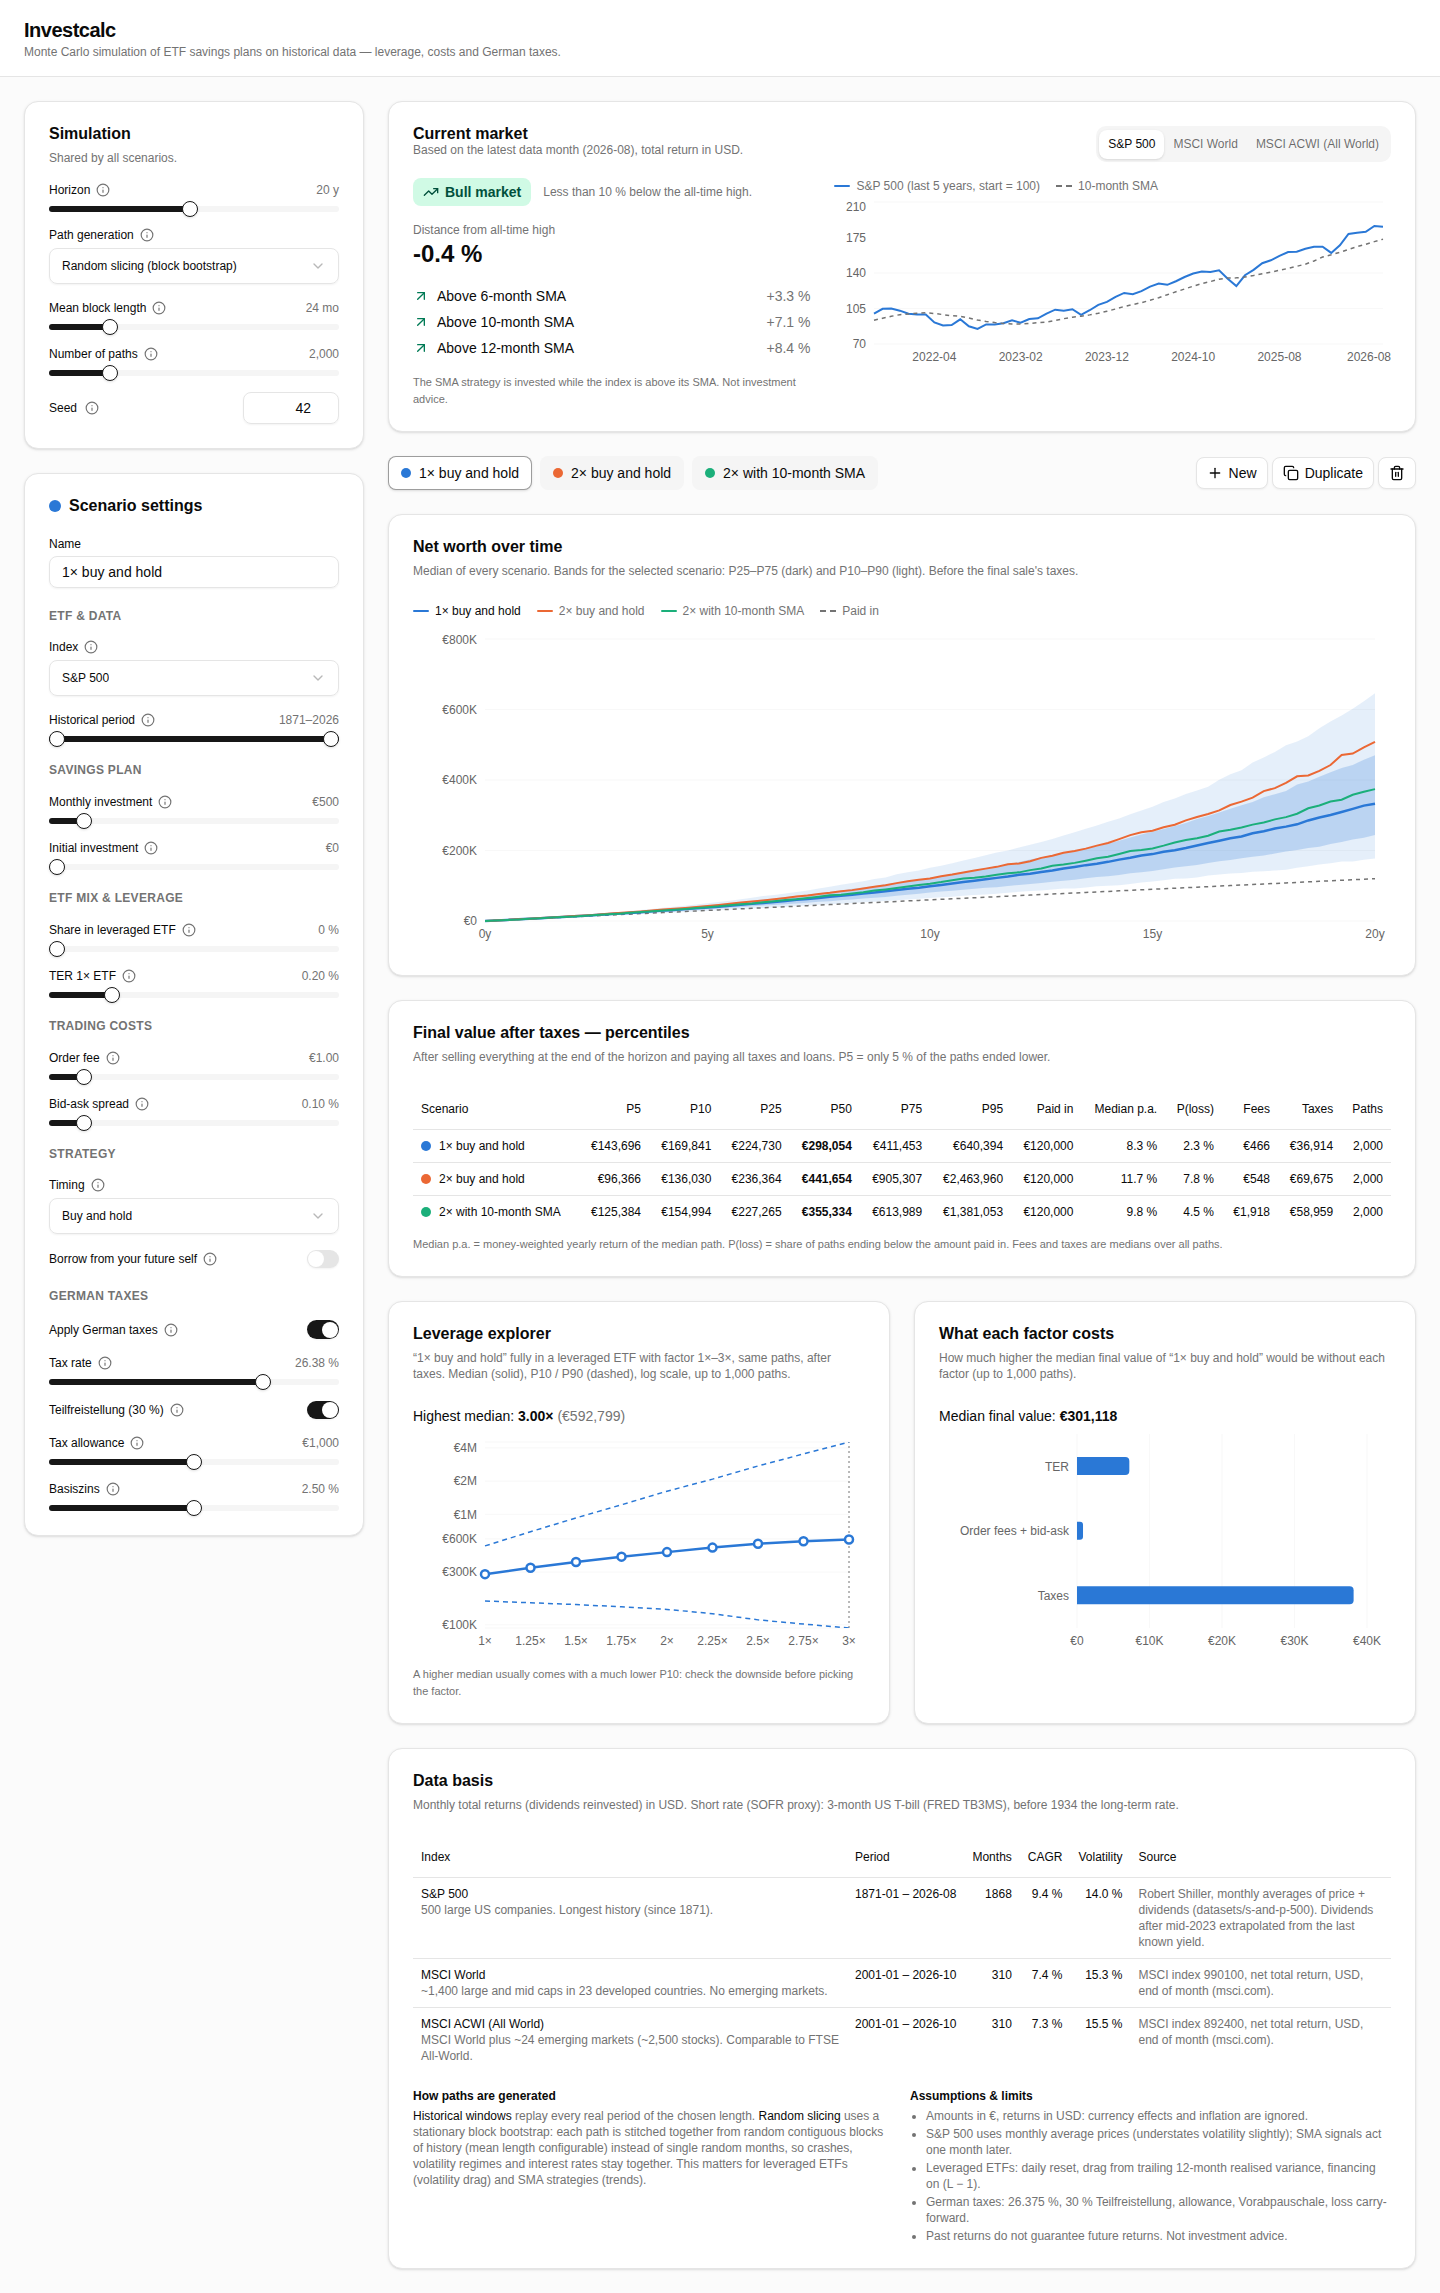 Investcalc
Monte Carlo simulation of ETF savings plans on historical data — leverage, costs and German taxes.
Simulation
Shared by all scenarios.
Horizon 20 y
Path generation
Random slicing (block bootstrap)
Mean block length 24 mo
Number of paths 2,000
Seed 42
Scenario settings
Name
1× buy and hold
ETF & DATA
Index
S&P 500
Historical period 1871–2026
SAVINGS PLAN
Monthly investment €500
Initial investment €0
ETF MIX & LEVERAGE
Share in leveraged ETF 0 %
TER 1× ETF 0.20 %
TRADING COSTS
Order fee €1.00
Bid-ask spread 0.10 %
STRATEGY
Timing
Buy and hold
Borrow from your future self
GERMAN TAXES
Apply German taxes
Tax rate 26.38 %
Teilfreistellung (30 %)
Tax allowance €1,000
Basiszins 2.50 %
Current market
Based on the latest data month (2026-08), total return in USD.
S&P 500 MSCI World MSCI ACWI (All World)
Bull market Less than 10 % below the all-time high.
Distance from all-time high
-0.4 %
Above 6-month SMA +3.3 %
Above 10-month SMA +7.1 %
Above 12-month SMA +8.4 %
The SMA strategy is invested while the index is above its SMA. Not investment
advice.
S&P 500 (last 5 years, start = 100) 10-month SMA
210
175
140
105
70
2022-04 2023-02 2023-12 2024-10 2025-08 2026-08
1× buy and hold 2× buy and hold 2× with 10-month SMA New Duplicate
Net worth over time
Median of every scenario. Bands for the selected scenario: P25–P75 (dark) and P10–P90 (light). Before the final sale's taxes.
1× buy and hold 2× buy and hold 2× with 10-month SMA Paid in
€800K
€600K
€400K
€200K
€0
0y 5y 10y 15y 20y
Final value after taxes — percentiles
After selling everything at the end of the horizon and paying all taxes and loans. P5 = only 5 % of the paths ended lower.
Scenario P5 P10 P25 P50 P75 P95 Paid in Median p.a. P(loss) Fees Taxes Paths
1× buy and hold €143,696 €169,841 €224,730 €298,054 €411,453 €640,394 €120,000 8.3 % 2.3 % €466 €36,914 2,000
2× buy and hold €96,366 €136,030 €236,364 €441,654 €905,307 €2,463,960 €120,000 11.7 % 7.8 % €548 €69,675 2,000
2× with 10-month SMA €125,384 €154,994 €227,265 €355,334 €613,989 €1,381,053 €120,000 9.8 % 4.5 % €1,918 €58,959 2,000
Median p.a. = money-weighted yearly return of the median path. P(loss) = share of paths ending below the amount paid in. Fees and taxes are medians over all paths.
Leverage explorer
“1× buy and hold” fully in a leveraged ETF with factor 1×–3×, same paths, after
taxes. Median (solid), P10 / P90 (dashed), log scale, up to 1,000 paths.
Highest median: 3.00× (€592,799)
€4M
€2M
€1M
€600K
€300K
€100K
1× 1.25× 1.5× 1.75× 2× 2.25× 2.5× 2.75× 3×
A higher median usually comes with a much lower P10: check the downside before picking
the factor.
What each factor costs
How much higher the median final value of “1× buy and hold” would be without each
factor (up to 1,000 paths).
Median final value: €301,118
TER
Order fees + bid-ask
Taxes
€0 €10K €20K €30K €40K
Data basis
Monthly total returns (dividends reinvested) in USD. Short rate (SOFR proxy): 3-month US T-bill (FRED TB3MS), before 1934 the long-term rate.
Index Period Months CAGR Volatility Source
S&P 500 1871-01 – 2026-08 1868 9.4 % 14.0 % Robert Shiller, monthly averages of price +
500 large US companies. Longest history (since 1871). dividends (datasets/s-and-p-500). Dividends
after mid-2023 extrapolated from the last
known yield.
MSCI World 2001-01 – 2026-10 310 7.4 % 15.3 % MSCI index 990100, net total return, USD,
~1,400 large and mid caps in 23 developed countries. No emerging markets. end of month (msci.com).
MSCI ACWI (All World) 2001-01 – 2026-10 310 7.3 % 15.5 % MSCI index 892400, net total return, USD,
MSCI World plus ~24 emerging markets (~2,500 stocks). Comparable to FTSE end of month (msci.com).
All-World.
How paths are generated
Historical windows replay every real period of the chosen length. Random slicing uses a
stationary block bootstrap: each path is stitched together from random contiguous blocks
of history (mean length configurable) instead of single random months, so crashes,
volatility regimes and interest rates stay together. This matters for leveraged ETFs
(volatility drag) and SMA strategies (trends).
Assumptions & limits
• Amounts in €, returns in USD: currency effects and inflation are ignored.
• S&P 500 uses monthly average prices (understates volatility slightly); SMA signals act
one month later.
• Leveraged ETFs: daily reset, drag from trailing 12-month realised variance, financing
on (L − 1).
• German taxes: 26.375 %, 30 % Teilfreistellung, allowance, Vorabpauschale, loss carry-
forward.
• Past returns do not guarantee future returns. Not investment advice.